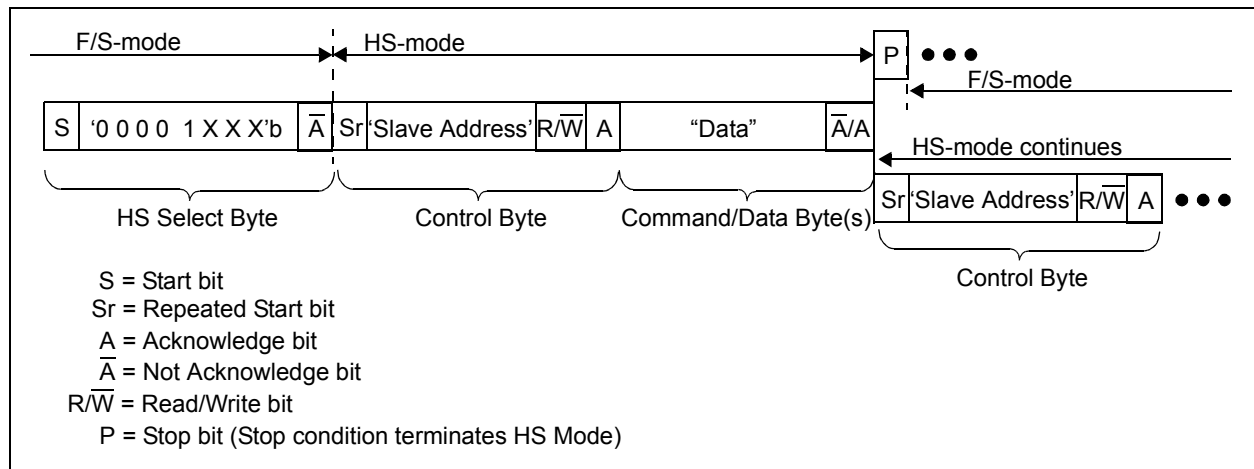 F/S-mode HS-mode P
F/S-mode
S '0 0 0 0 1 X X X'b A̅ Sr 'Slave Address' R/W̅ A "Data" A̅/A
HS-mode continues
Sr 'Slave Address' R/W̅ A
HS Select Byte Control Byte Command/Data Byte(s)
Control Byte
S = Start bit
Sr = Repeated Start bit
A = Acknowledge bit
A̅ = Not Acknowledge bit
R/W̅ = Read/Write bit
P = Stop bit (Stop condition terminates HS Mode)